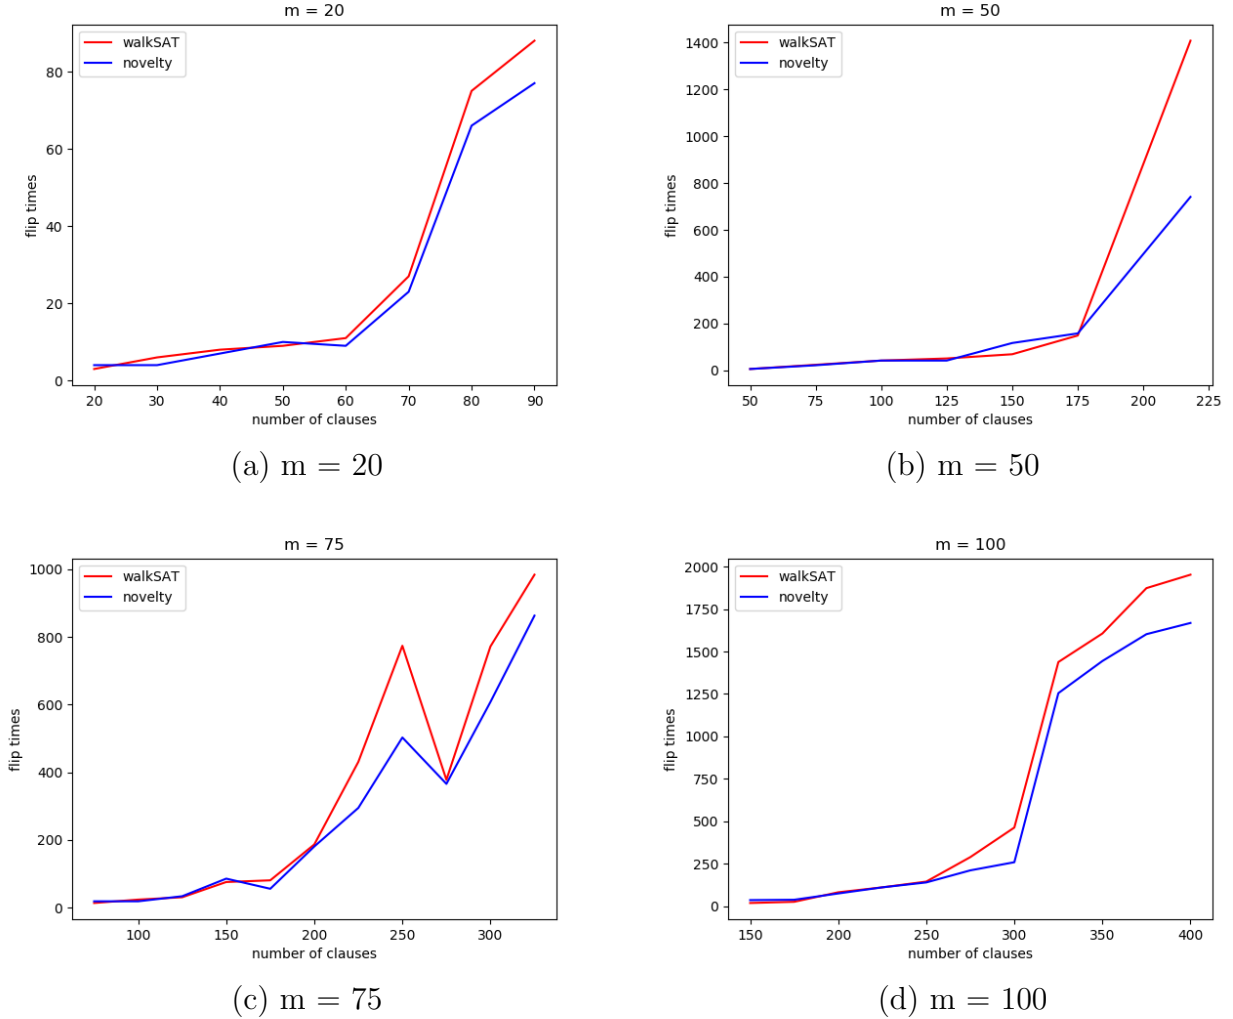 m = 20
walkSAT
novelty
flip times
80
60
40
20
0
20 30 40 50 60 70 80 90
number of clauses
(a) m = 20
m = 50
walkSAT
novelty
flip times
1400
1200
1000
800
600
400
200
0
50 75 100 125 150 175 200 225
number of clauses
(b) m = 50
m = 75
walkSAT
novelty
flip times
1000
800
600
400
200
0
100 150 200 250 300
number of clauses
(c) m = 75
m = 100
walkSAT
novelty
flip times
2000
1750
1500
1250
1000
750
500
250
0
150 200 250 300 350 400
number of clauses
(d) m = 100